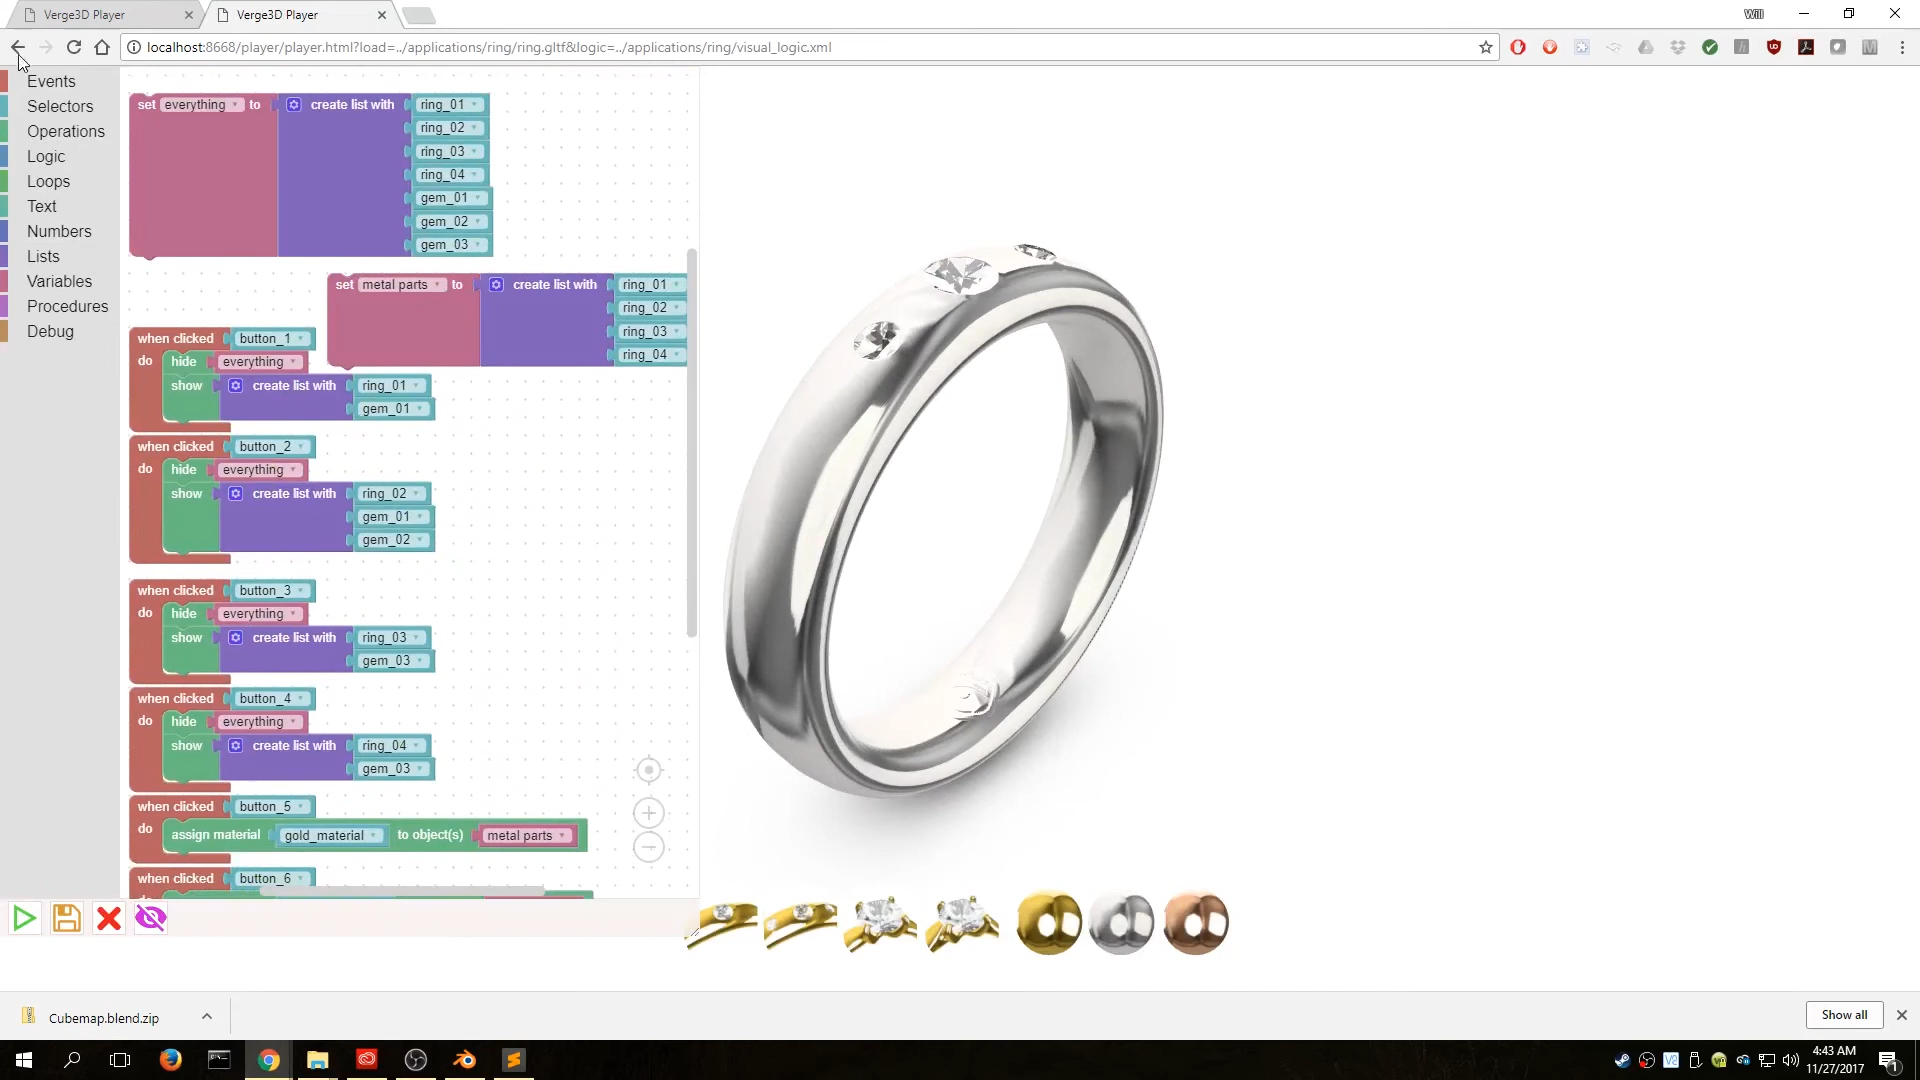 Verge3D Player
Verge3D Player
Will
localhost:8668/player/player.html?load=../applications/ring/ring.gltf&logic=../applications/ring/visual_logic.xml
Events
Selectors
Operations
Logic
Loops
Text
Numbers
Lists
Variables
Procedures
Debug
set everything to create list with ring_01
ring_02
ring_03
ring_04
gem_01
gem_02
gem_03
set metal parts to create list with ring_01
ring_02
ring_03
ring_04
when clicked button_1
do hide everything
show create list with ring_01
gem_01
when clicked button_2
do hide everything
show create list with ring_02
gem_01
gem_02
when clicked button_3
do hide everything
show create list with ring_03
gem_03
when clicked button_4
do hide everything
show create list with ring_04
gem_03
when clicked button_5
do assign material gold_material to object(s) metal parts
when clicked button_6
Cubemap.blend.zip
Show all
4:43 AM
11/27/2017